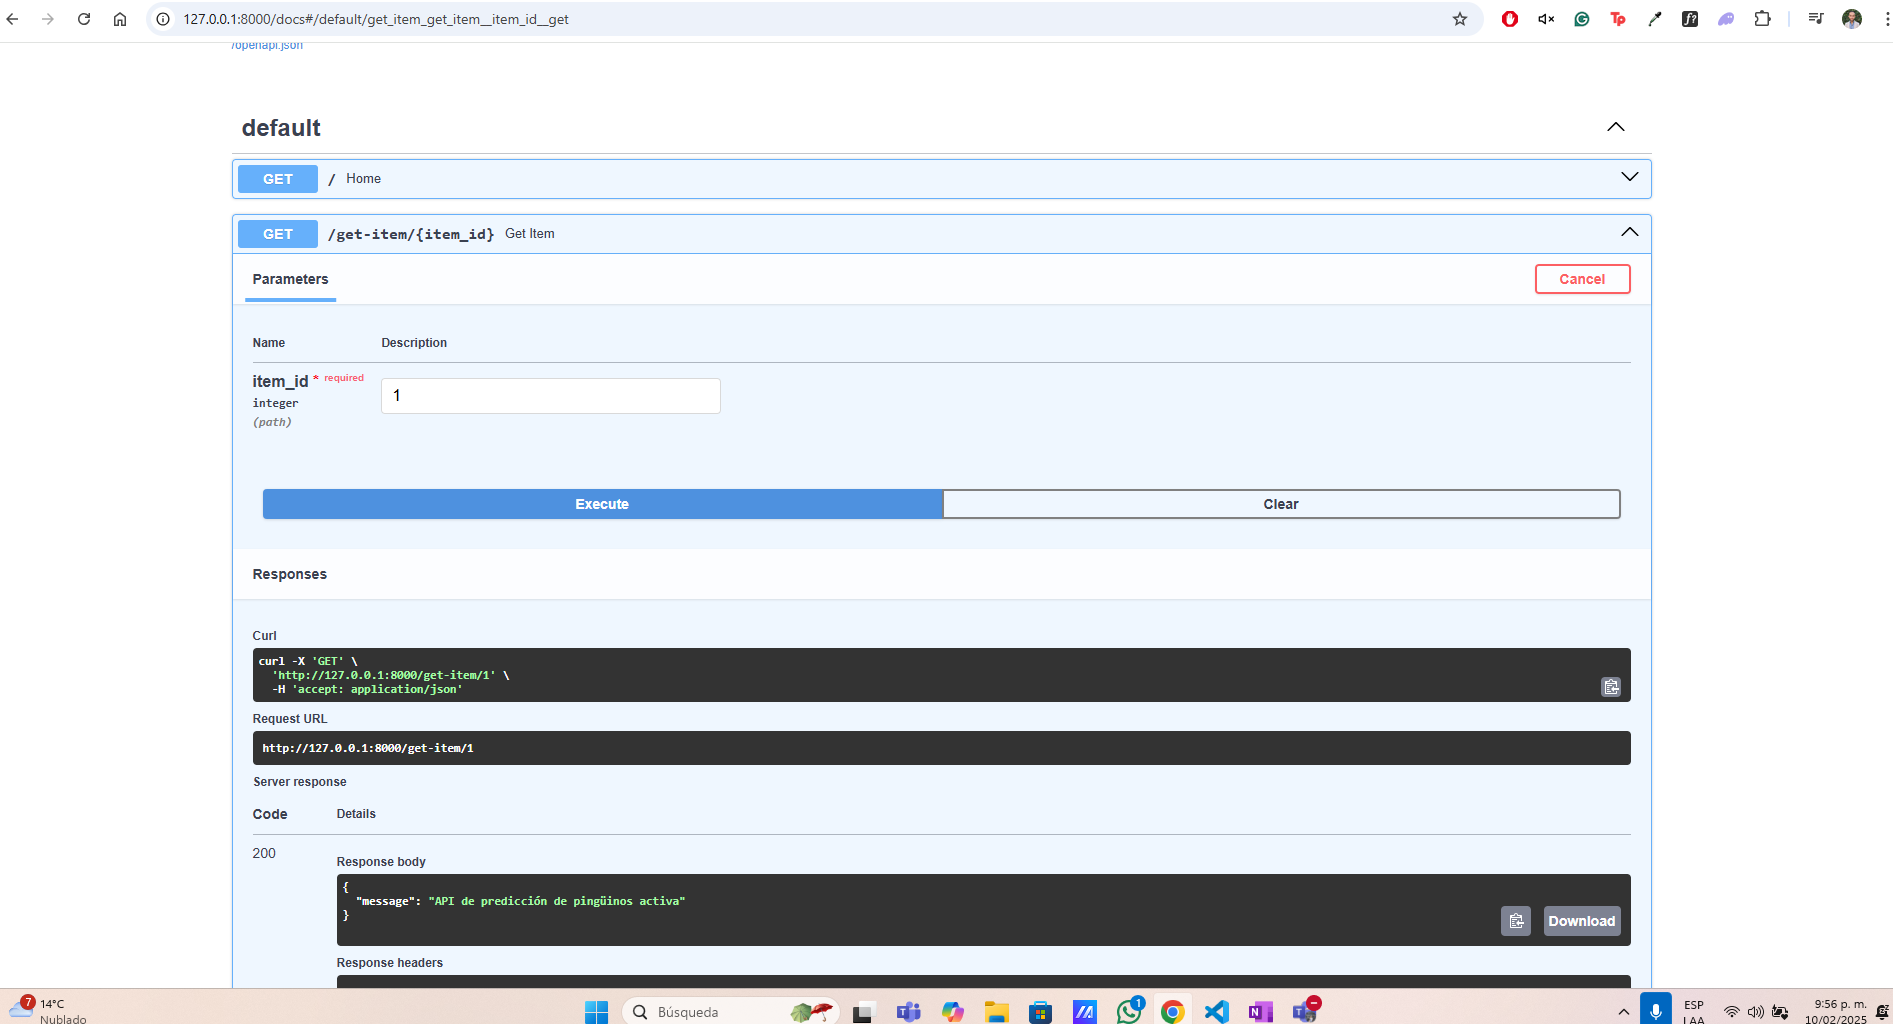 127.0.0.1:8000/docs#/default/get_item_get_item__item_id__get
/openapi.json
default
GET / Home
GET /get-item/{item_id} Get Item
Parameters
Cancel
Name Description
item_id * required
integer
(path)
1
Execute Clear
Responses
Curl
curl -X 'GET' \
'http://127.0.0.1:8000/get-item/1' \
-H 'accept: application/json'
Request URL
http://127.0.0.1:8000/get-item/1
Server response
Code Details
200
Response body
{
"message": "API de predicción de pingüinos activa"
}
Download
Response headers
7 14°C
Nublado
Búsqueda
1
ESP
LAA
9:56 p. m.
10/02/2025